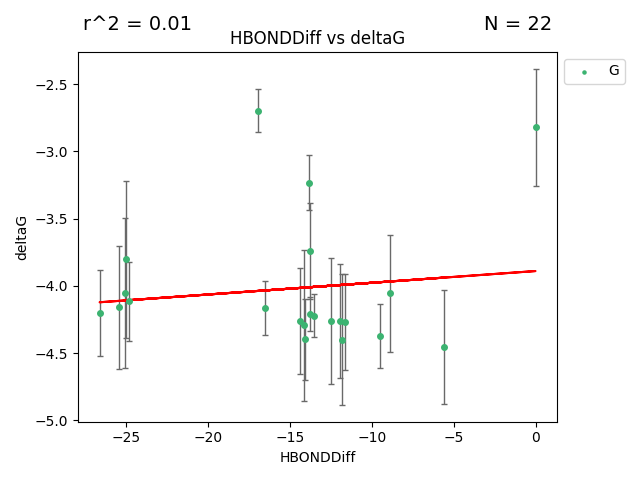 r^2 = 0.01
N = 22
HBONDDiff vs deltaG
G
−2.5
−3.0
−3.5
−4.0
−4.5
−5.0
deltaG
−25
−20
−15
−10
−5
0
HBONDDiff